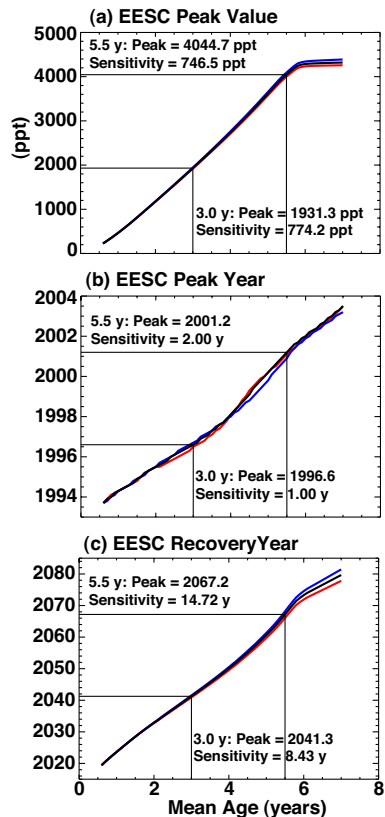 (a) EESC Peak Value
5000
4000
3000
2000
1000
0
(ppt)
5.5 y: Peak = 4044.7 ppt
Sensitivity = 746.5 ppt
3.0 y: Peak = 1931.3 ppt
Sensitivity = 774.2 ppt
(b) EESC Peak Year
2004
2002
2000
1998
1996
1994
5.5 y: Peak = 2001.2
Sensitivity = 2.00 y
3.0 y: Peak = 1996.6
Sensitivity = 1.00 y
(c) EESC RecoveryYear
2080
2070
2060
2050
2040
2030
2020
5.5 y: Peak = 2067.2
Sensitivity = 14.72 y
3.0 y: Peak = 2041.3
Sensitivity = 8.43 y
0 2 4 6 8
Mean Age (years)